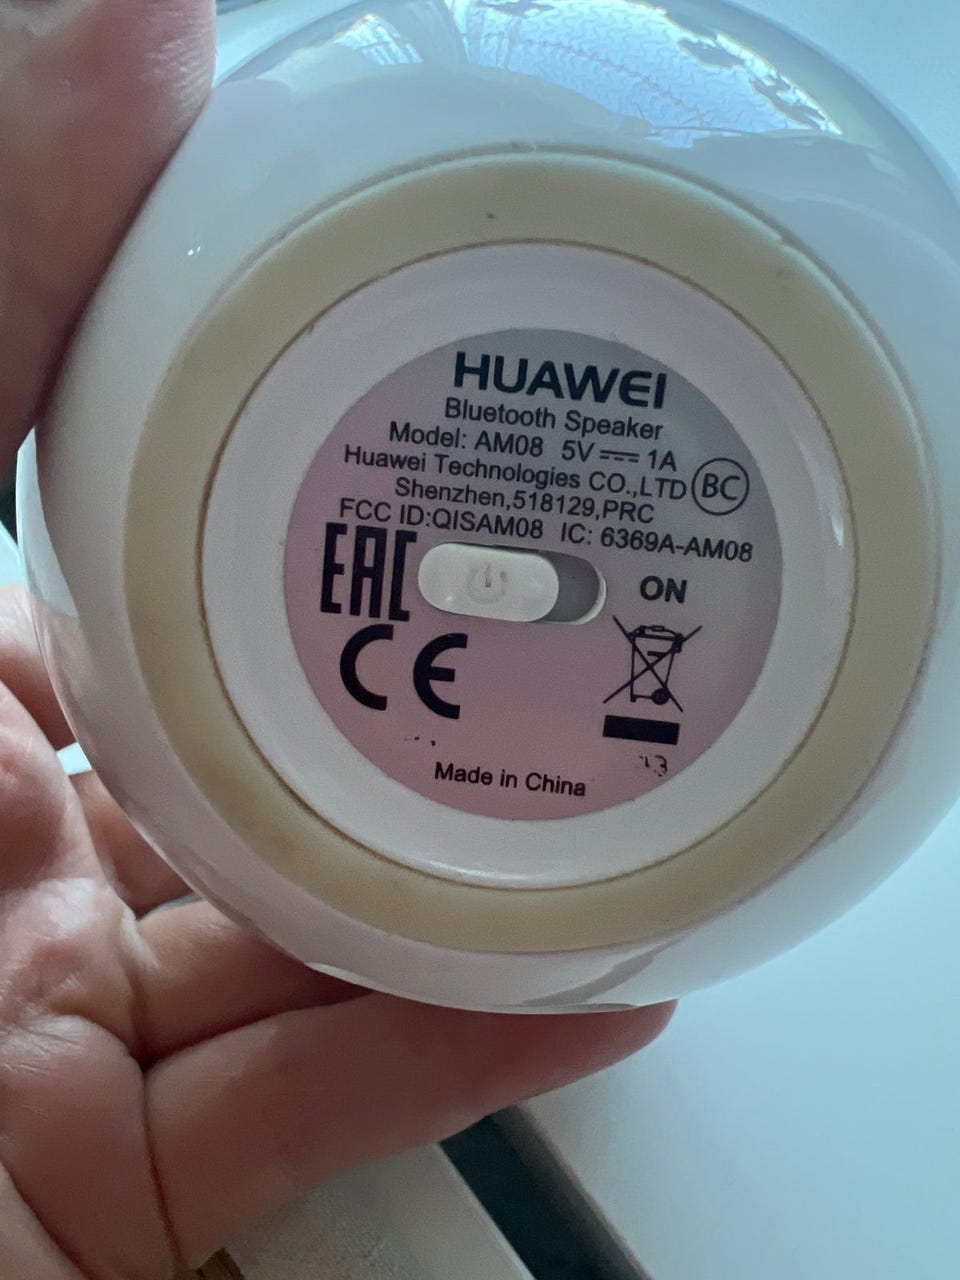 HUAWEI
Bluetooth Speaker
Model: AM08 5V ⎓ 1A
Huawei Technologies CO.,LTD BC
Shenzhen,518129,PRC
FCC ID:QISAM08 IC: 6369A-AM08
EAC ON
CE
Made in China